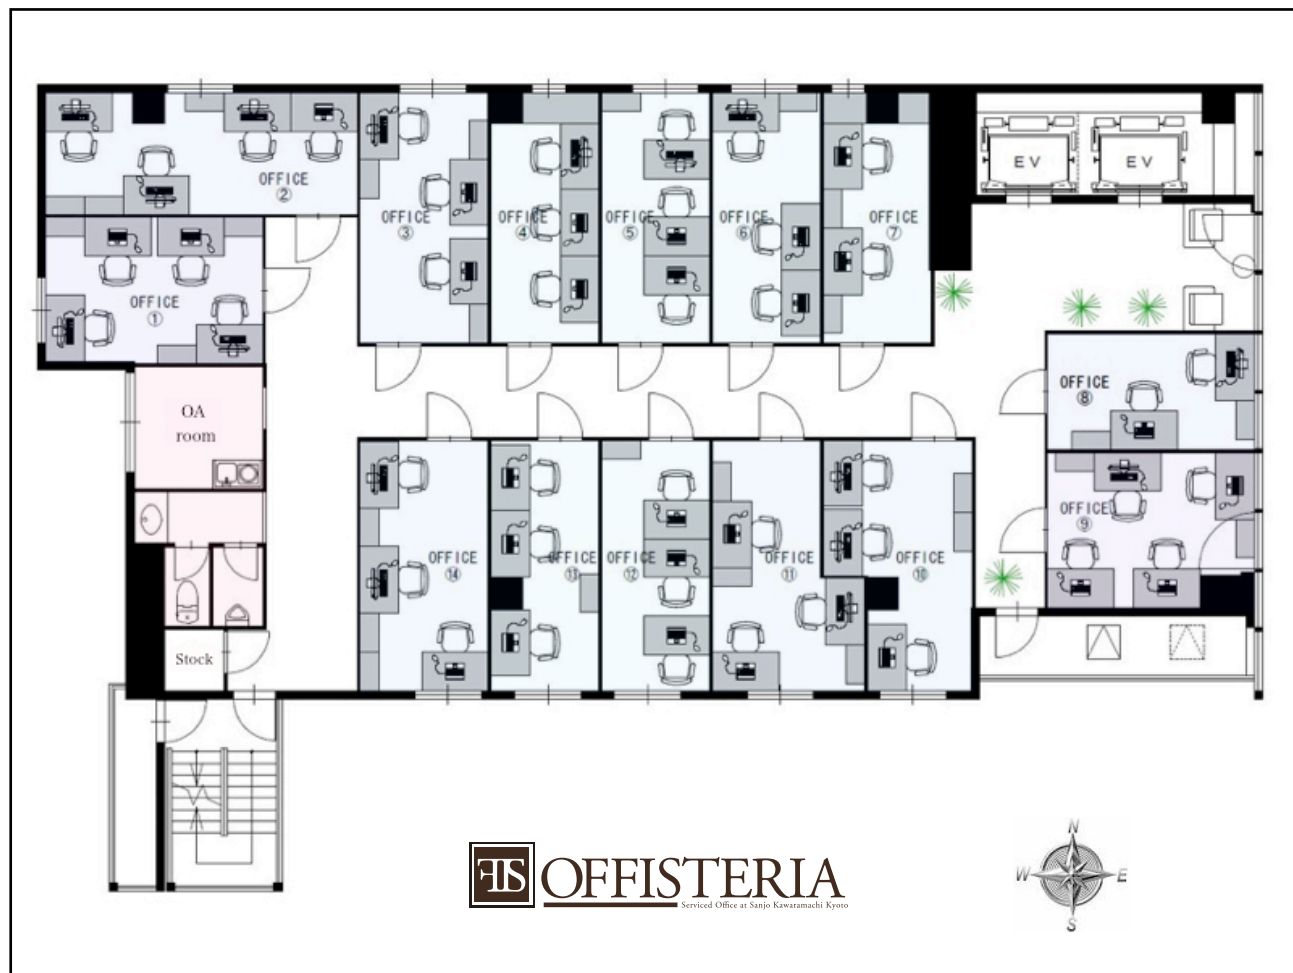 EV
EV
OFFICE
②
OFFICE
③
OFFICE
④
OFFICE
⑤
OFFICE
⑥
OFFICE
⑦
OFFICE
①
OFFICE
⑧
OA
room
OFFICE
⑨
OFFICE
⑭
OFFICE
⑬
OFFICE
⑫
OFFICE
⑪
OFFICE
⑩
Stock
OFFISTERIA
Serviced Office at Sanjo Kawaramachi Kyoto
N
W
E
S